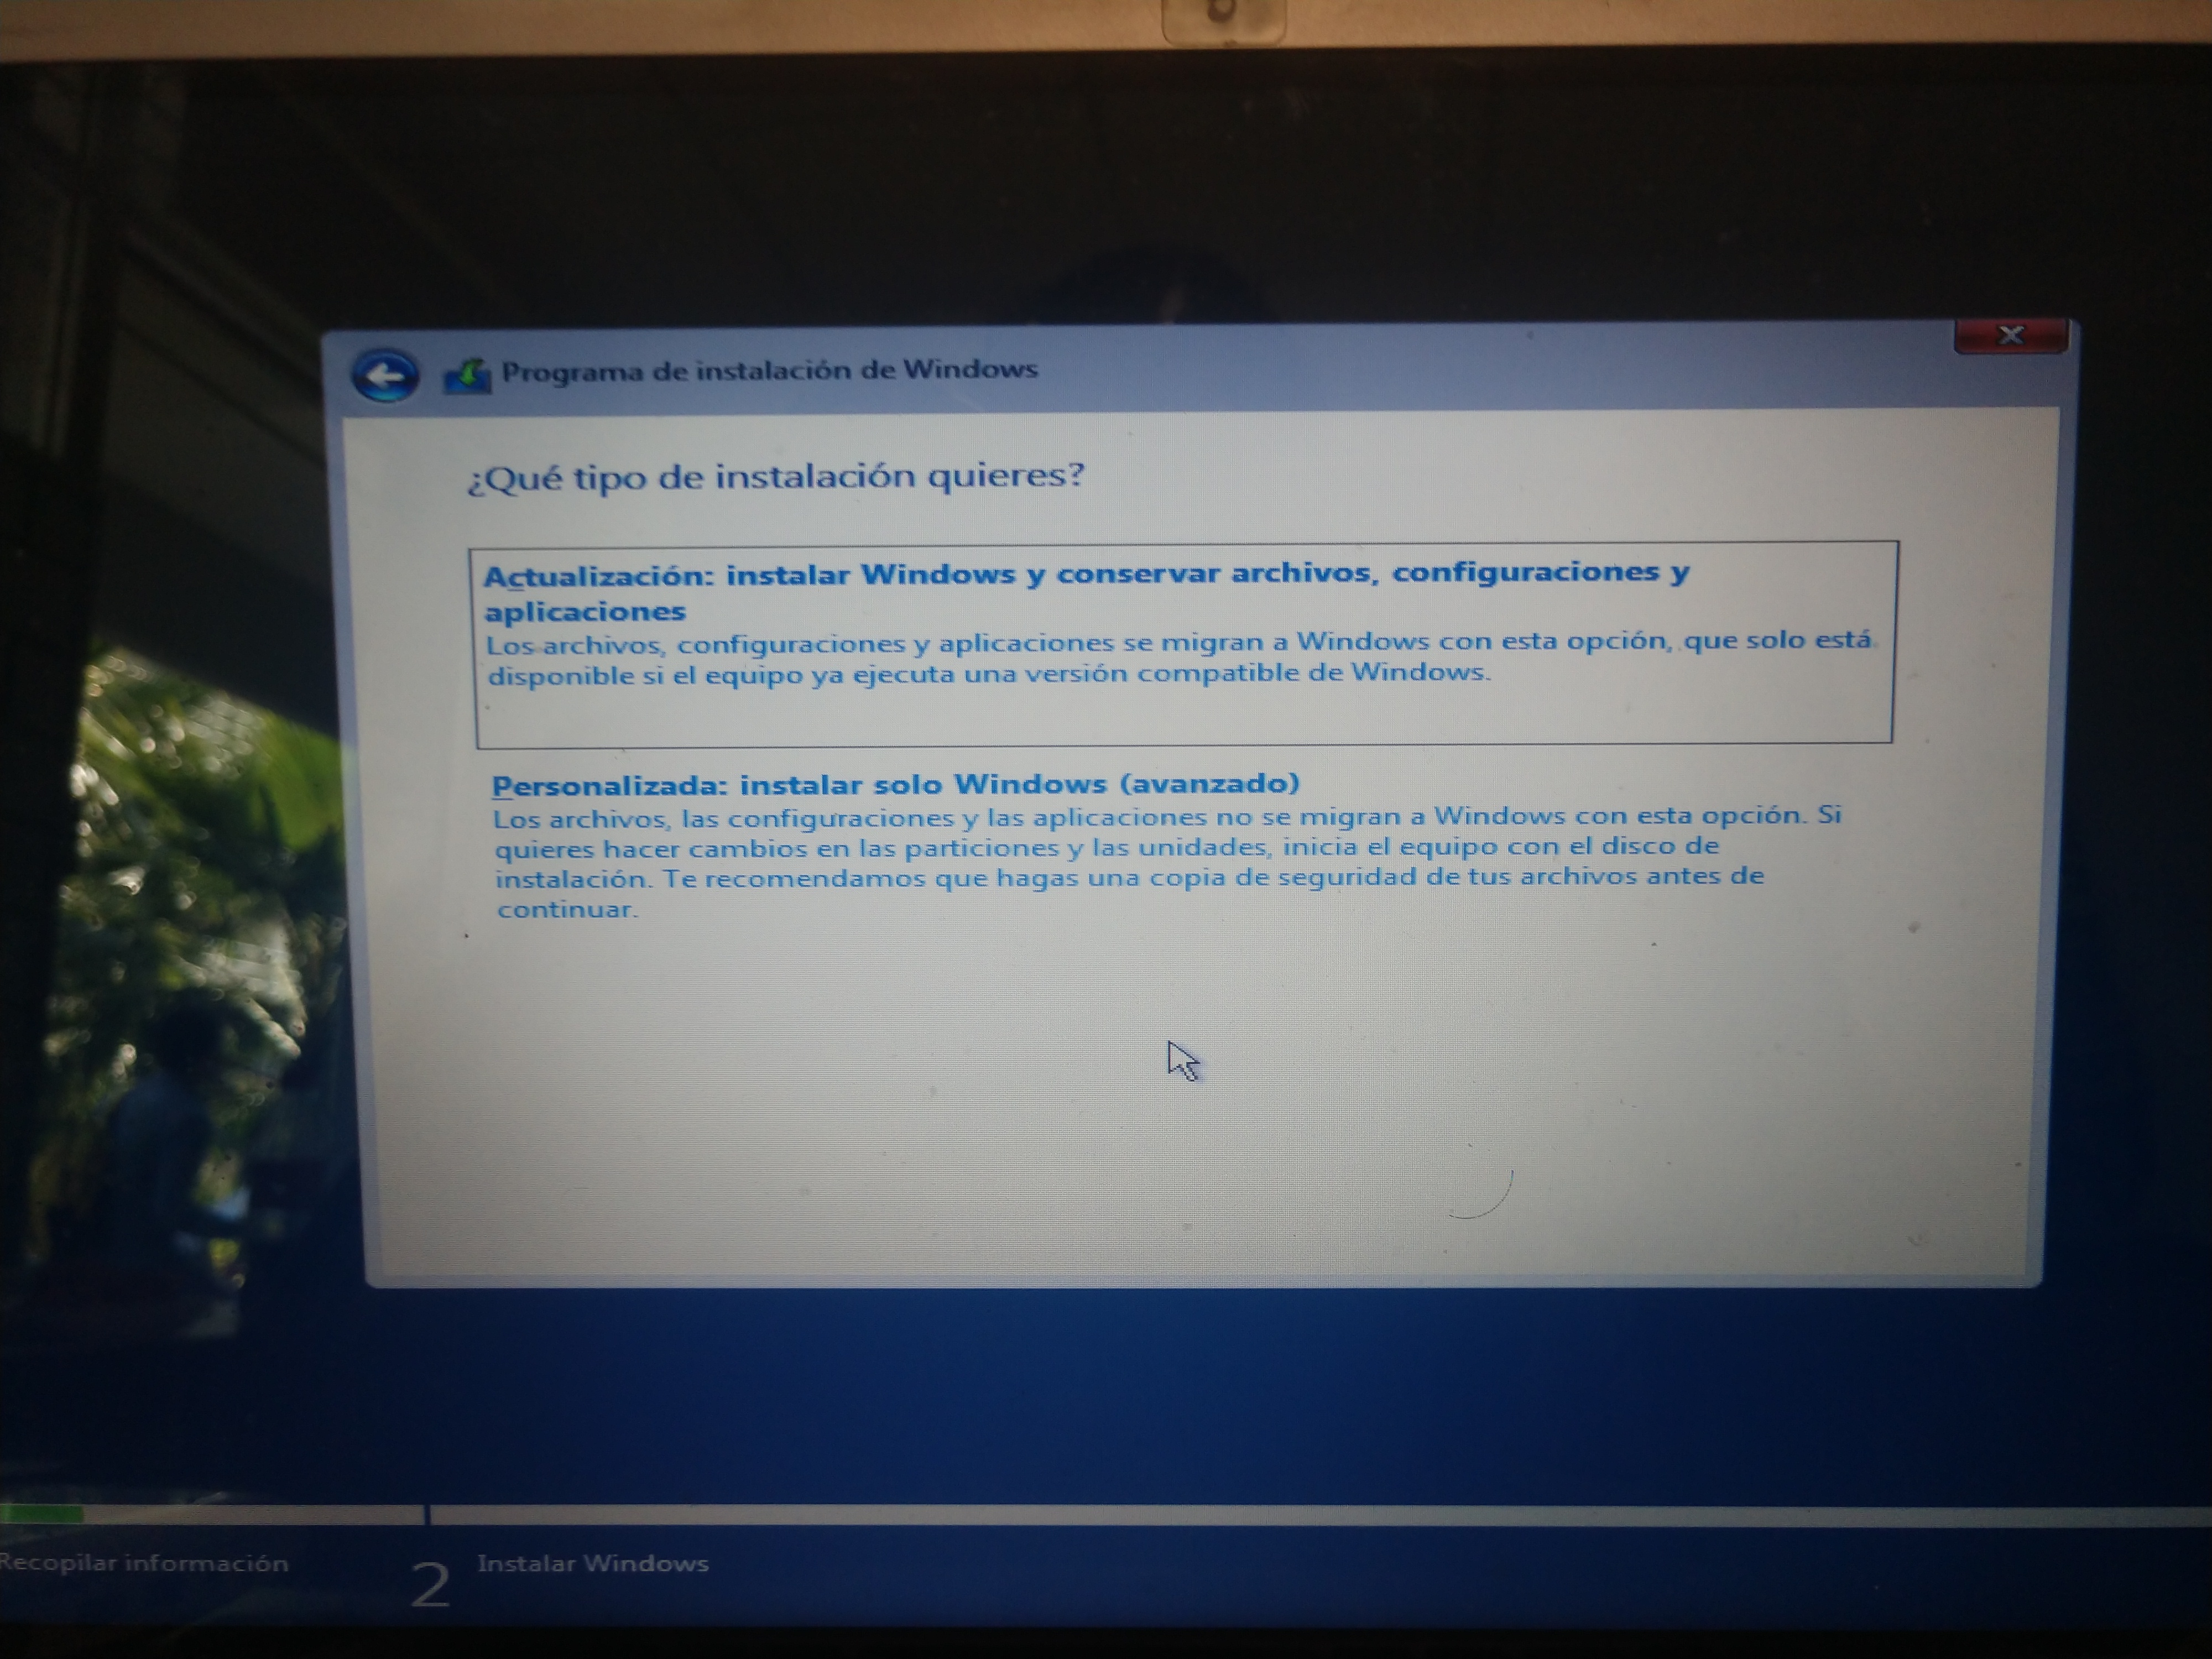 Programa de instalación de Windows
¿Qué tipo de instalación quieres?
Actualización: instalar Windows y conservar archivos, configuraciones y
aplicaciones
Los archivos, configuraciones y aplicaciones se migran a Windows con esta opción, que solo está
disponible si el equipo ya ejecuta una versión compatible de Windows.
Personalizada: instalar solo Windows (avanzado)
Los archivos, las configuraciones y las aplicaciones no se migran a Windows con esta opción. Si
quieres hacer cambios en las particiones y las unidades, inicia el equipo con el disco de
instalación. Te recomendamos que hagas una copia de seguridad de tus archivos antes de
continuar.
Recopilar información
2 Instalar Windows